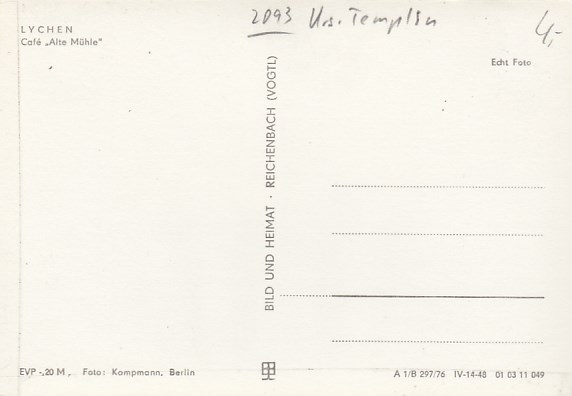 2093 Krs. Templin
4,-
LYCHEN
Café „Alte Mühle"
Echt Foto
BILD UND HEIMAT · REICHENBACH (VOGTL)
EVP -,20 M, Foto: Kompmann, Berlin
A 1/B 297/76 IV-14-48 01 03 11 049